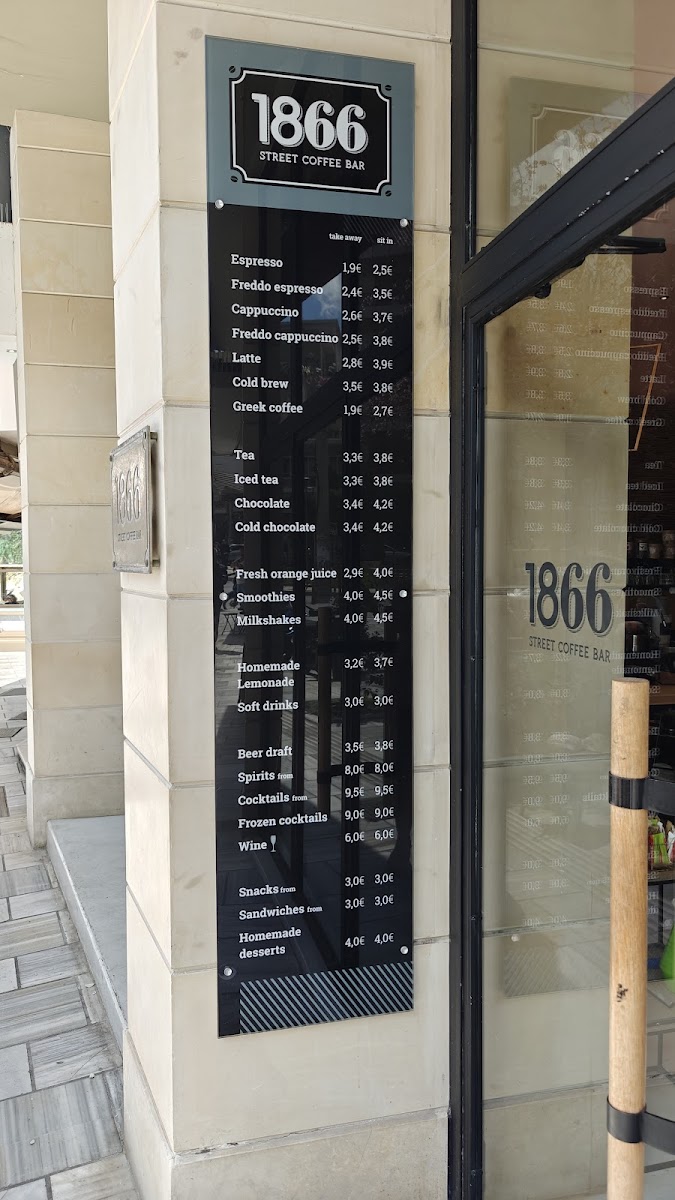 1866
STREET COFFEE BAR
take away sit in
Espresso 1,9€ 2,5€
Freddo espresso 2,4€ 3,5€
Cappuccino 2,6€ 3,7€
Freddo cappuccino 2,5€ 3,8€
Latte 2,8€ 3,9€
Cold brew 3,5€ 3,8€
Greek coffee 1,9€ 2,7€
Tea 3,3€ 3,8€
Iced tea 3,3€ 3,8€
Chocolate 3,4€ 4,2€
Cold chocolate 3,4€ 4,2€
Fresh orange juice 2,9€ 4,0€
Smoothies 4,0€ 4,5€
Milkshakes 4,0€ 4,5€
Homemade 3,2€ 3,7€
Lemonade
Soft drinks 3,0€ 3,0€
Beer draft 3,5€ 3,8€
Spirits from 8,0€ 8,0€
Cocktails from 9,5€ 9,5€
Frozen cocktails 9,0€ 9,0€
Wine 6,0€ 6,0€
Snacks from 3,0€ 3,0€
Sandwiches from 3,0€ 3,0€
Homemade
desserts 4,0€ 4,0€
1866
STREET COFFEE BAR
1866
STREET COFFEE BAR